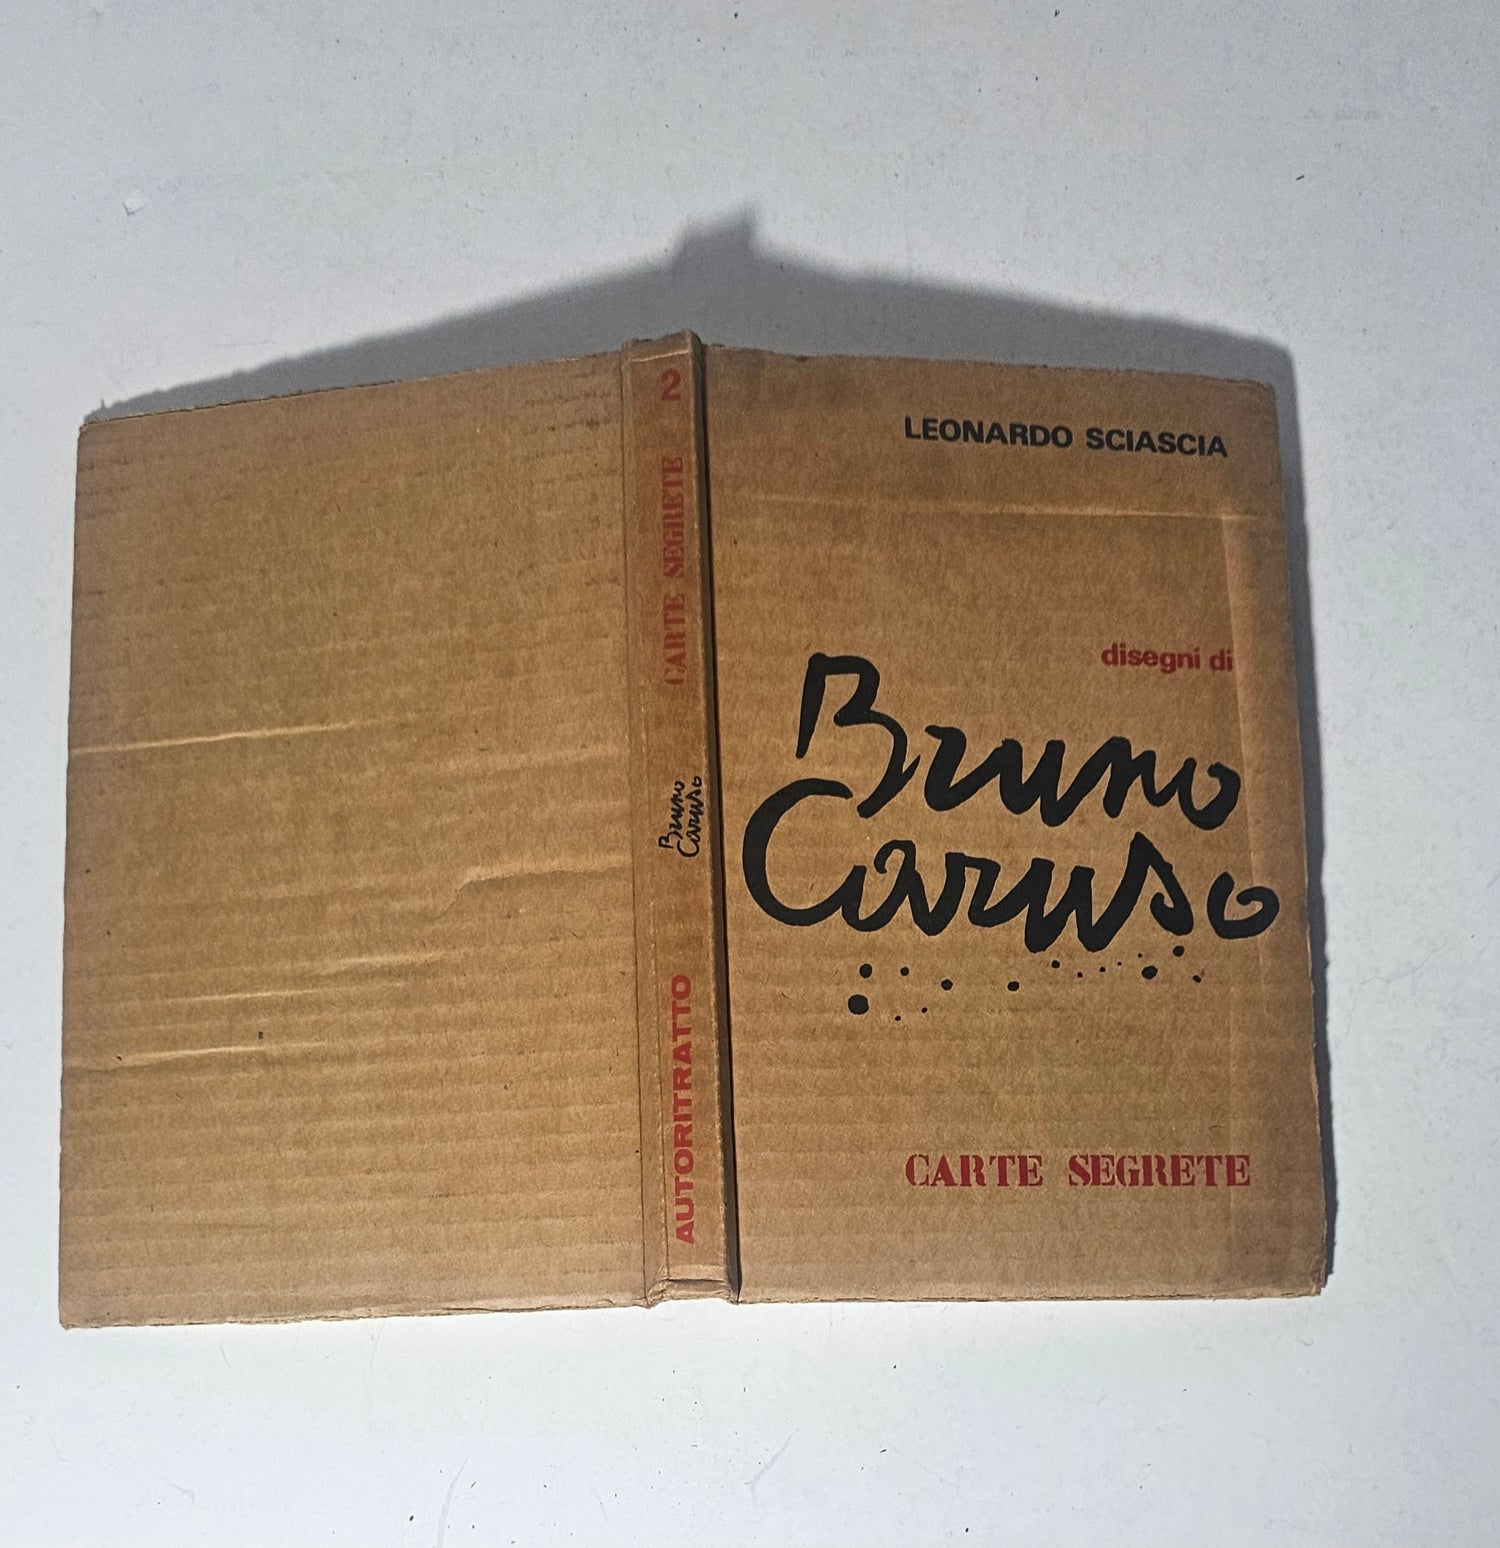 LEONARDO SCIASCIA
disegni di
Bruno
Caruso
CARTE SEGRETE
AUTORITRATTO
Bruno
Caruso
CARTE SEGRETE
2